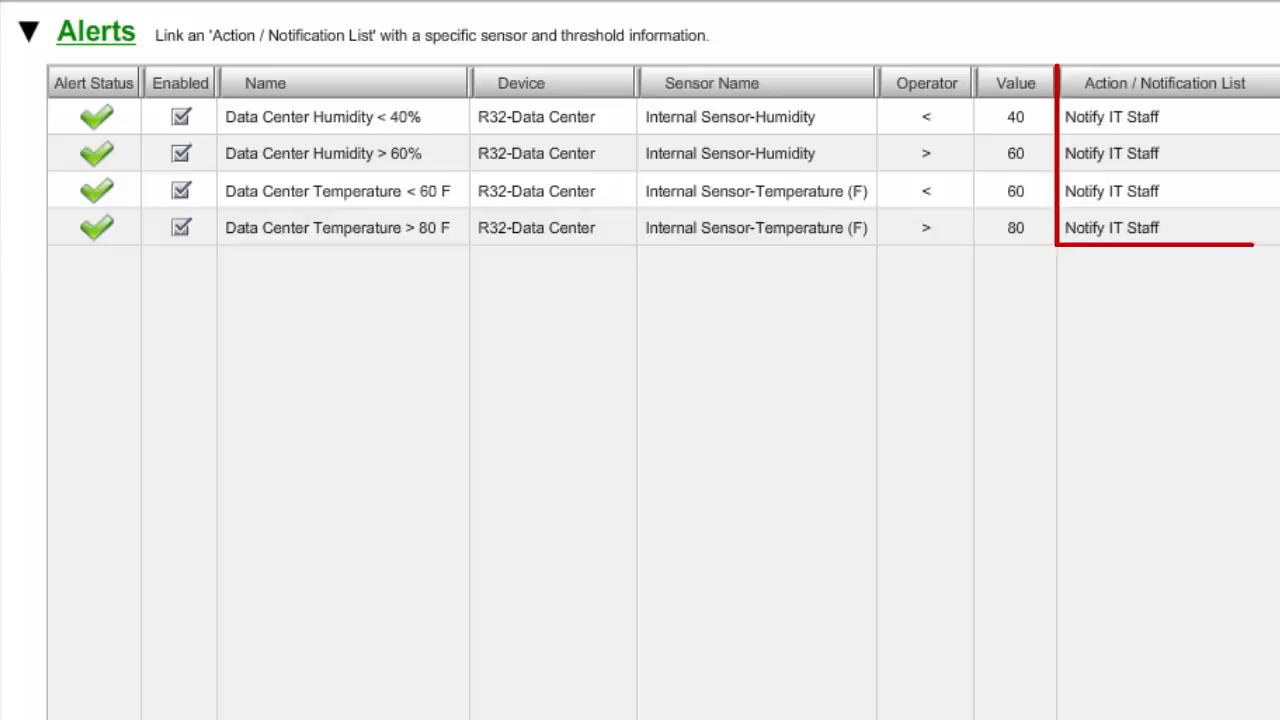 Alerts Link an 'Action / Notification List' with a specific sensor and threshold information.
Alert Status Enabled Name Device Sensor Name Operator Value Action / Notification List
Data Center Humidity < 40% R32-Data Center Internal Sensor-Humidity < 40 Notify IT Staff
Data Center Humidity > 60% R32-Data Center Internal Sensor-Humidity > 60 Notify IT Staff
Data Center Temperature < 60 F R32-Data Center Internal Sensor-Temperature (F) < 60 Notify IT Staff
Data Center Temperature > 80 F R32-Data Center Internal Sensor-Temperature (F) > 80 Notify IT Staff